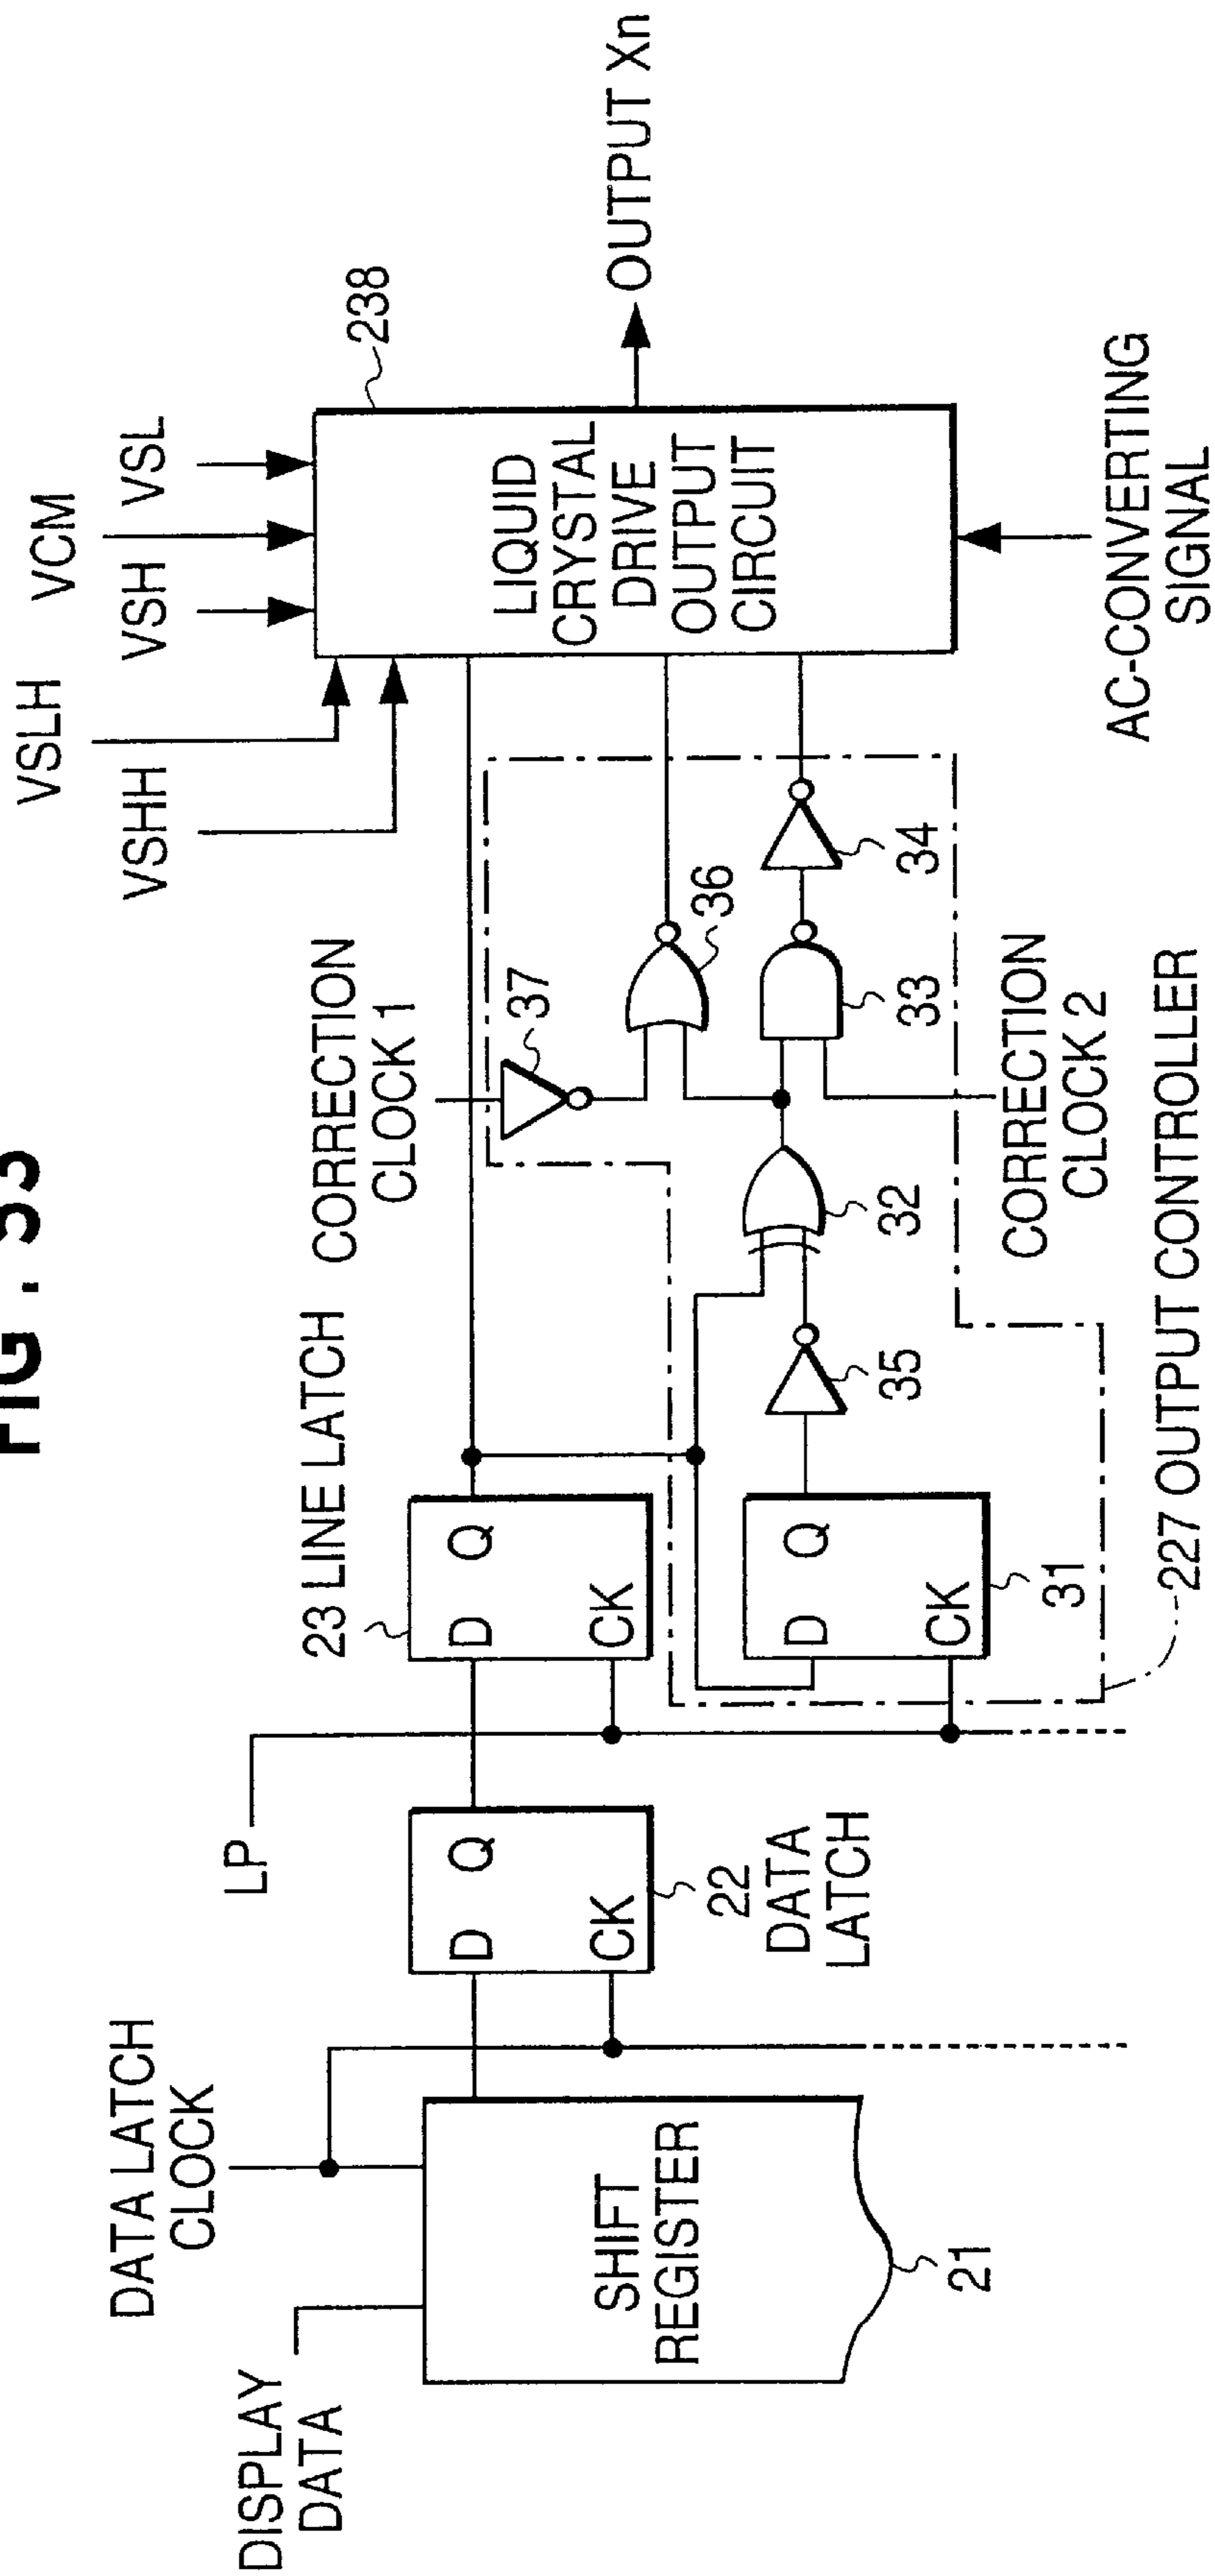 FIG. 33
DISPLAY
DATA
DATA LATCH
CLOCK
SHIFT
REGISTER
21
D
Q
CK
22
DATA
LATCH
LP
23 LINE LATCH
D
Q
CK
D
Q
CK
31
35
32
CORRECTION
CLOCK 1
37
36
33
34
CORRECTION
CLOCK 2
227 OUTPUT CONTROLLER
VSLH
VSHH
VSH
VCM
VSL
238
LIQUID
CRYSTAL
DRIVE
OUTPUT
CIRCUIT
AC-CONVERTING
SIGNAL
OUTPUT Xn